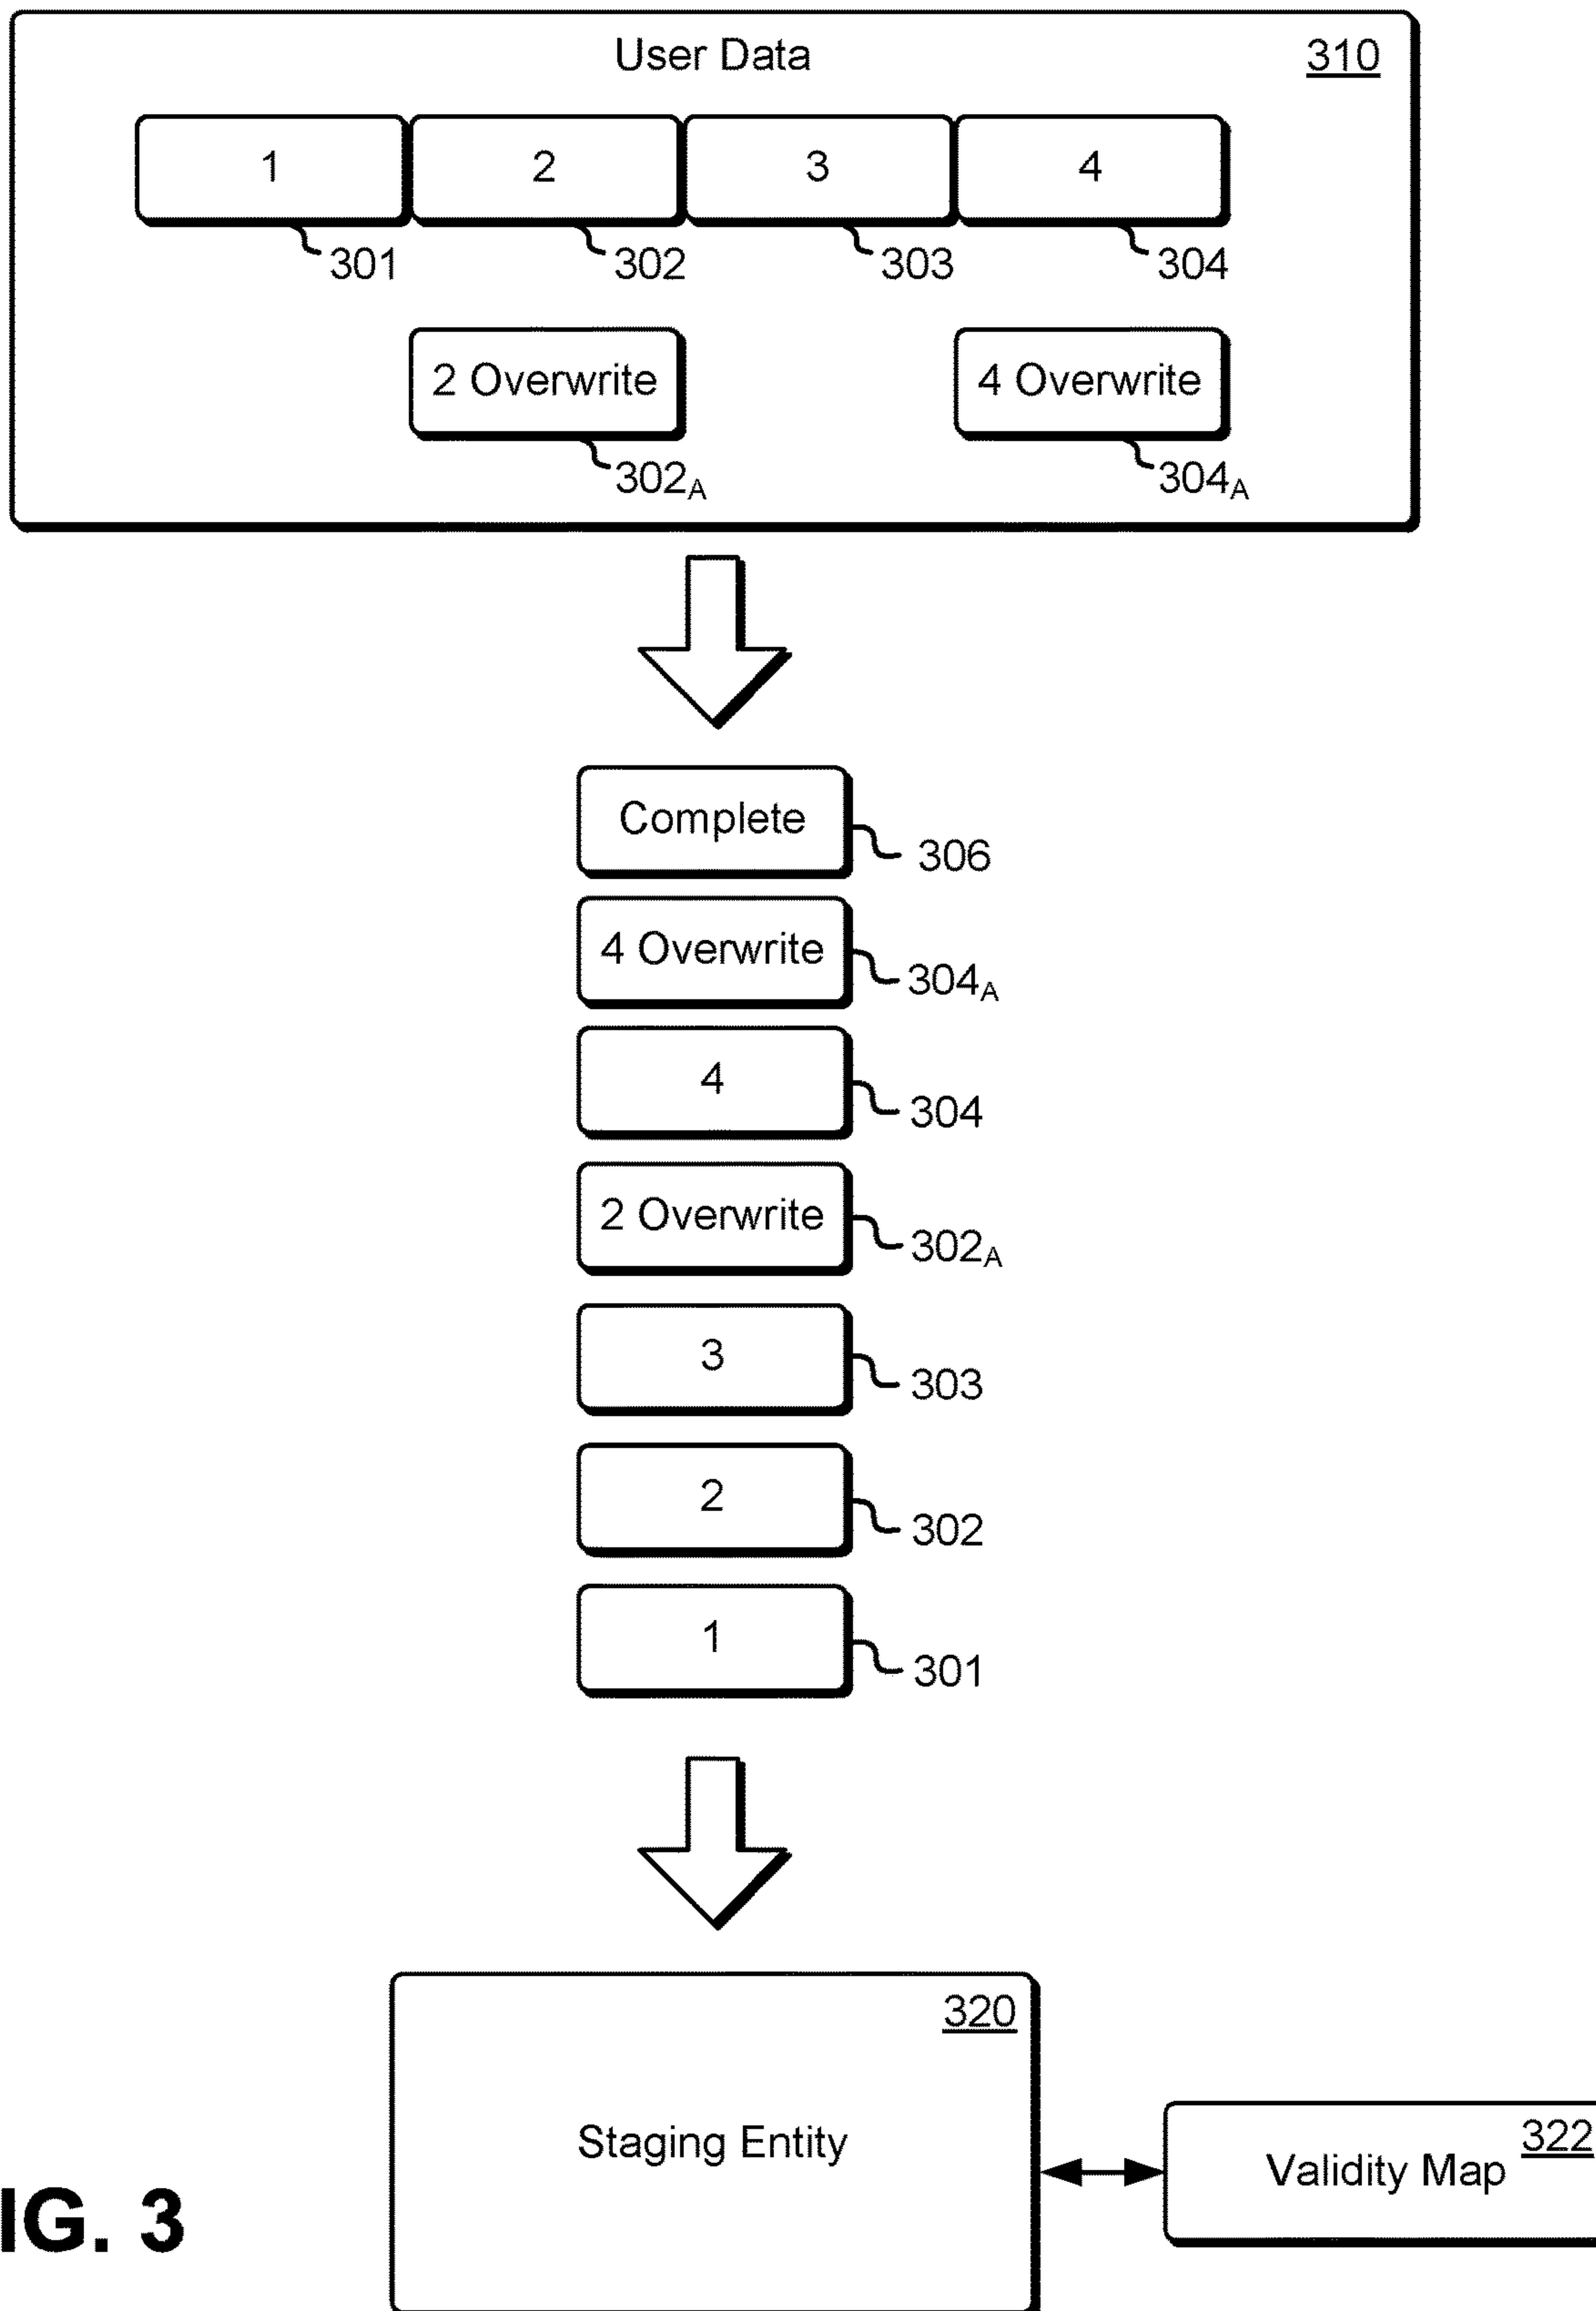 User Data 310
1 2 3 4
301 302 303 304
2 Overwrite 4 Overwrite
302A 304A
Complete
306
4 Overwrite
304A
4
304
2 Overwrite
302A
3
303
2
302
1
301
320
Staging Entity
322
Validity Map
IG. 3